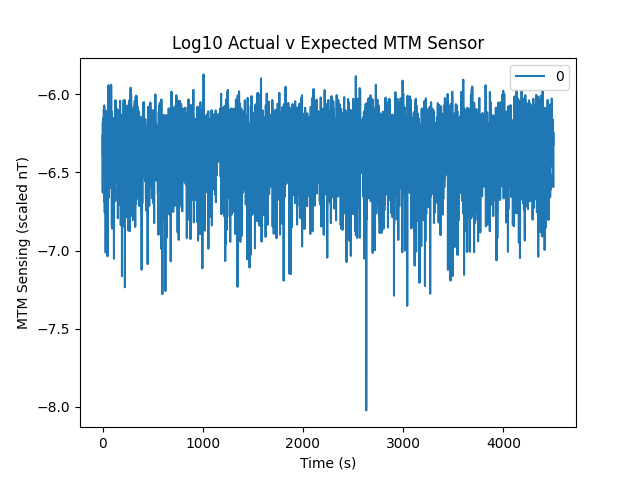 Log10 Actual v Expected MTM Sensor
0
−6.0
−6.5
−7.0
−7.5
−8.0
MTM Sensing (scaled nT)
0 1000 2000 3000 4000
Time (s)